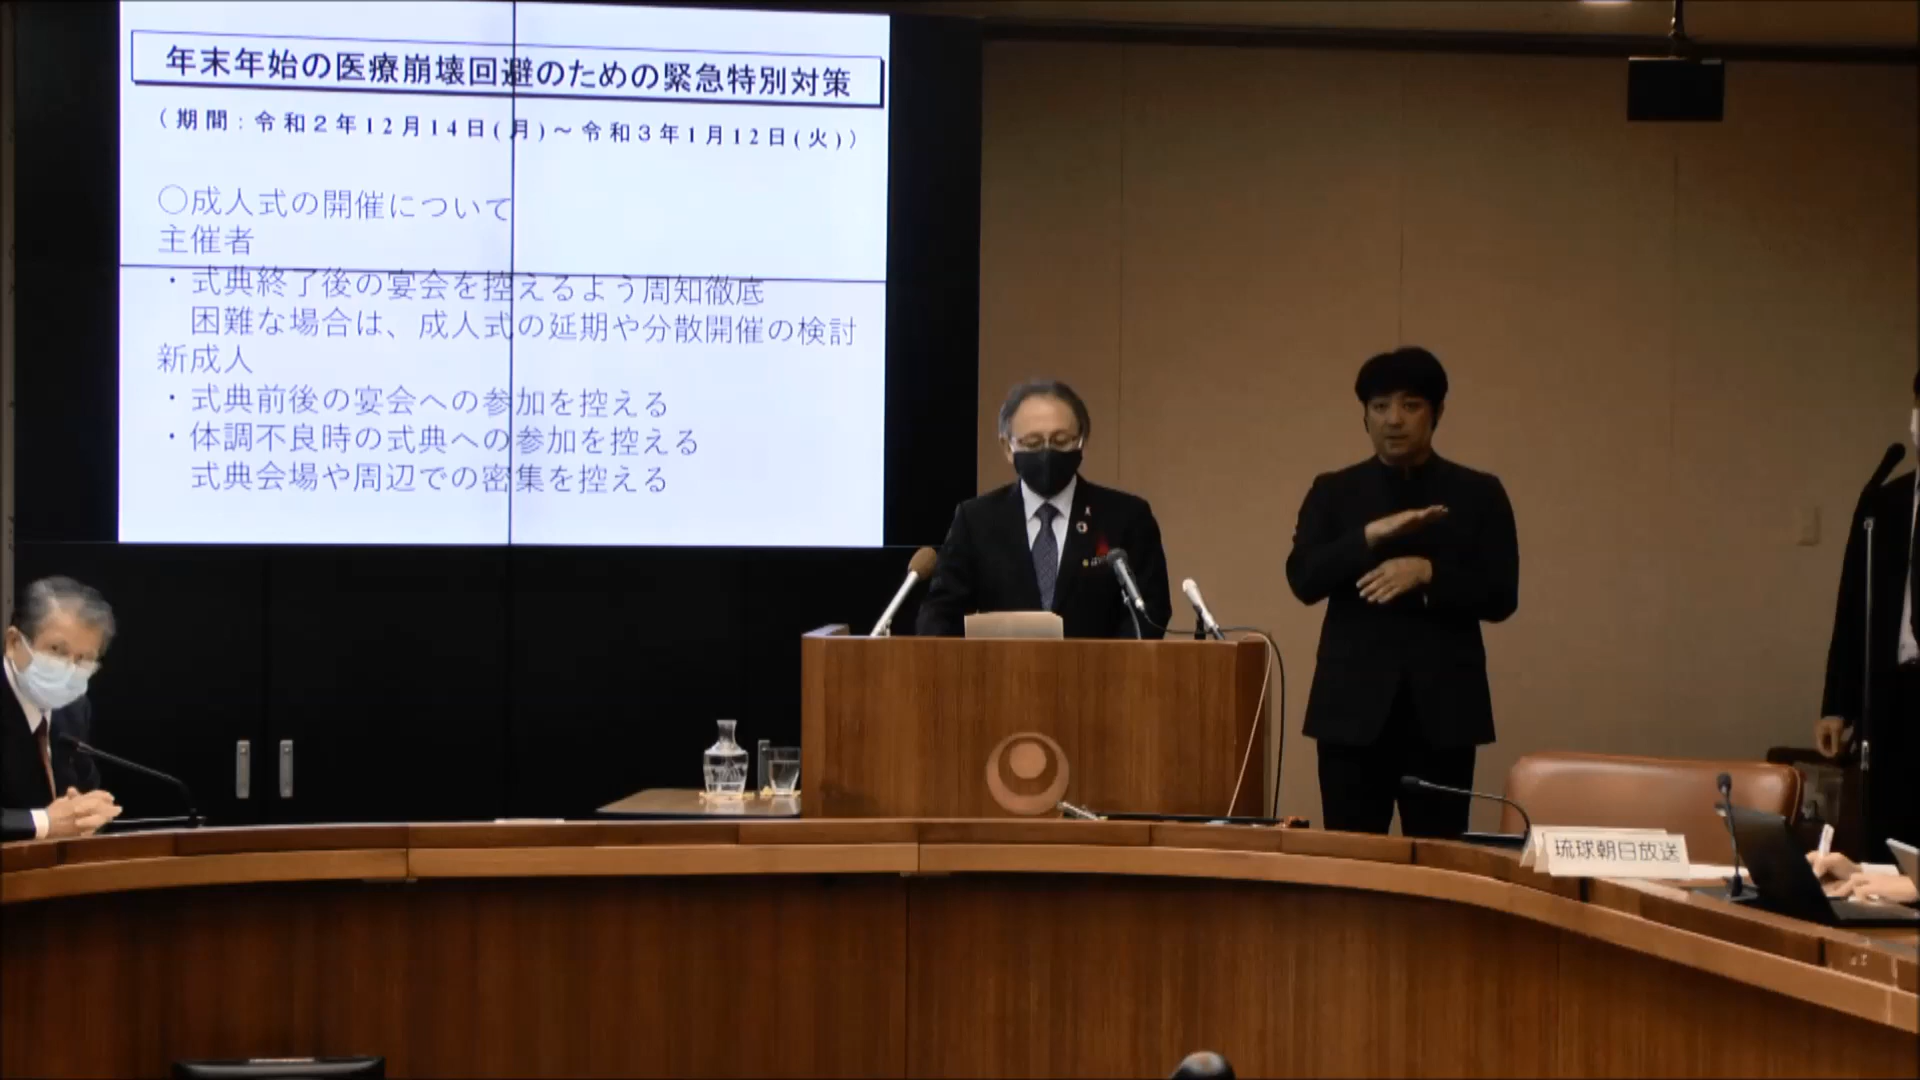 年末年始の医療崩壊回避のための緊急特別対策
（期間：令和２年12月14日(月)～令和３年1月12日(火)）
○成人式の開催について
主催者
・式典終了後の宴会を控えるよう周知徹底
困難な場合は、成人式の延期や分散開催の検討
新成人
・式典前後の宴会への参加を控える
・体調不良時の式典への参加を控える
式典会場や周辺での密集を控える
琉球朝日放送